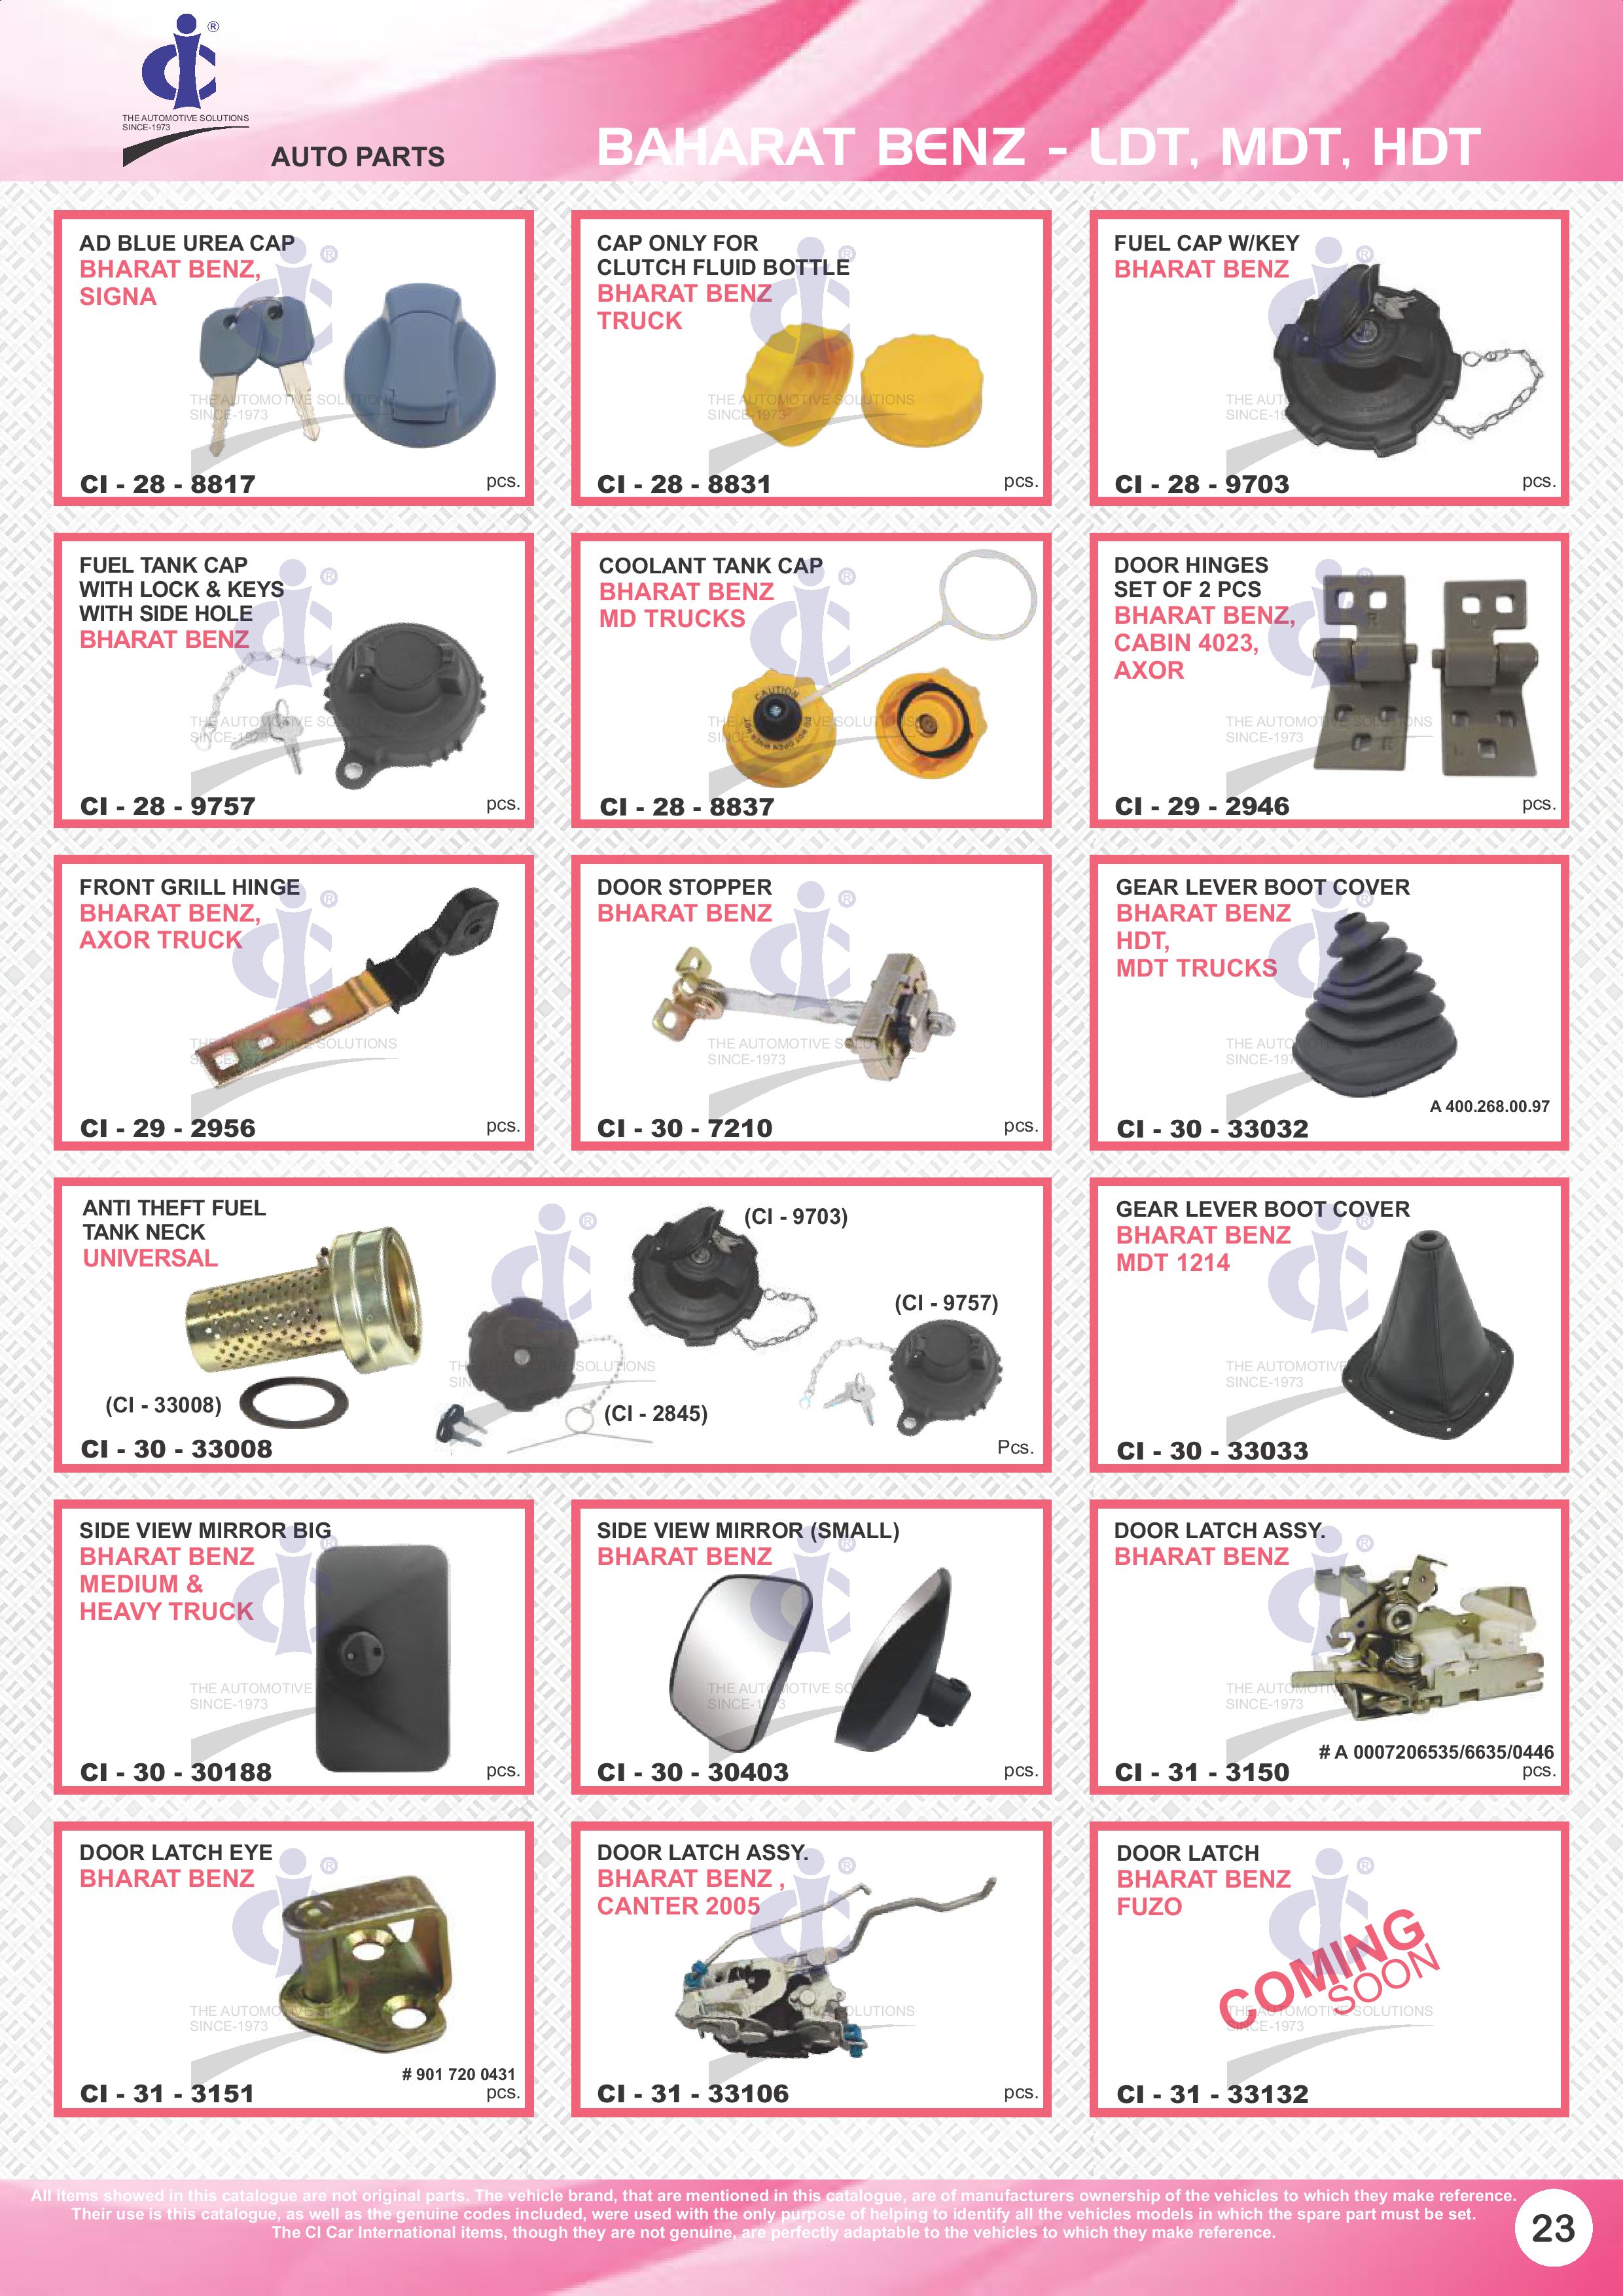 ®
THE AUTOMOTIVE SOLUTIONS
SINCE-1973
AUTO PARTS
BAHARAT BENZ - LDT, MDT, HDT
AD BLUE UREA CAP
BHARAT BENZ,
SIGNA
CI - 28 - 8817
pcs.
CAP ONLY FOR
CLUTCH FLUID BOTTLE
BHARAT BENZ
TRUCK
CI - 28 - 8831
pcs.
FUEL CAP W/KEY
BHARAT BENZ
CI - 28 - 9703
pcs.
FUEL TANK CAP
WITH LOCK & KEYS
WITH SIDE HOLE
BHARAT BENZ
CI - 28 - 9757
pcs.
COOLANT TANK CAP
BHARAT BENZ
MD TRUCKS
CAUTION
DO NOT OPEN WHEN HOT
CI - 28 - 8837
DOOR HINGES
SET OF 2 PCS
BHARAT BENZ,
CABIN 4023,
AXOR
CI - 29 - 2946
pcs.
FRONT GRILL HINGE
BHARAT BENZ,
AXOR TRUCK
CI - 29 - 2956
pcs.
DOOR STOPPER
BHARAT BENZ
CI - 30 - 7210
pcs.
GEAR LEVER BOOT COVER
BHARAT BENZ
HDT,
MDT TRUCKS
A 400.268.00.97
CI - 30 - 33032
ANTI THEFT FUEL
TANK NECK
UNIVERSAL
(CI - 9703)
(CI - 9757)
(CI - 33008)
(CI - 2845)
CI - 30 - 33008
Pcs.
GEAR LEVER BOOT COVER
BHARAT BENZ
MDT 1214
CI - 30 - 33033
SIDE VIEW MIRROR BIG
BHARAT BENZ
MEDIUM &
HEAVY TRUCK
CI - 30 - 30188
pcs.
SIDE VIEW MIRROR (SMALL)
BHARAT BENZ
CI - 30 - 30403
pcs.
DOOR LATCH ASSY.
BHARAT BENZ
# A 0007206535/6635/0446
CI - 31 - 3150
pcs.
DOOR LATCH EYE
BHARAT BENZ
# 901 720 0431
CI - 31 - 3151
pcs.
DOOR LATCH ASSY.
BHARAT BENZ ,
CANTER 2005
CI - 31 - 33106
pcs.
DOOR LATCH
BHARAT BENZ
FUZO
COMING
SOON
CI - 31 - 33132
All items showed in this catalogue are not original parts. The vehicle brand, that are mentioned in this catalogue, are of manufacturers ownership of the vehicles to which they make reference.
Their use is this catalogue, as well as the genuine codes included, were used with the only purpose of helping to identify all the vehicles models in which the spare part must be set.
The CI Car International items, though they are not genuine, are perfectly adaptable to the vehicles to which they make reference.
23